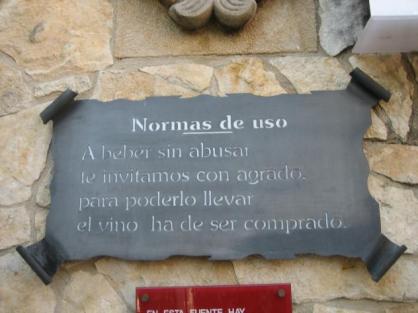 Normas de uso
A beber sin abusar
te invitamos con agrado.
para poderlo llevar
el vino ha de ser comprado.
EN ESTA FUENTE HAY